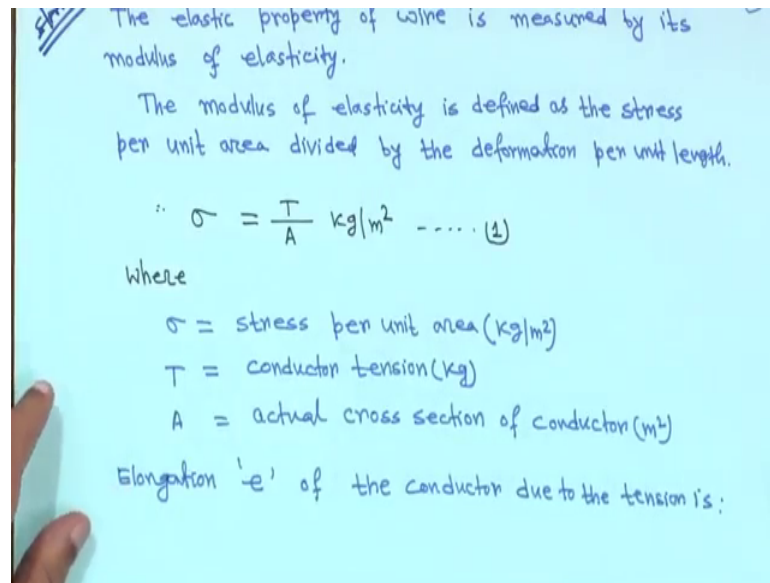 The elastic property of wire is measured by its
modulus of elasticity.
The modulus of elasticity is defined as the stress
per unit area divided by the deformation per unit length.
∴ σ = T/A kg/m² ----- (1)
where
σ = stress per unit area (kg/m²)
T = conductor tension (kg)
A = actual cross section of conductor (m²)
Elongation 'e' of the conductor due to the tension is: